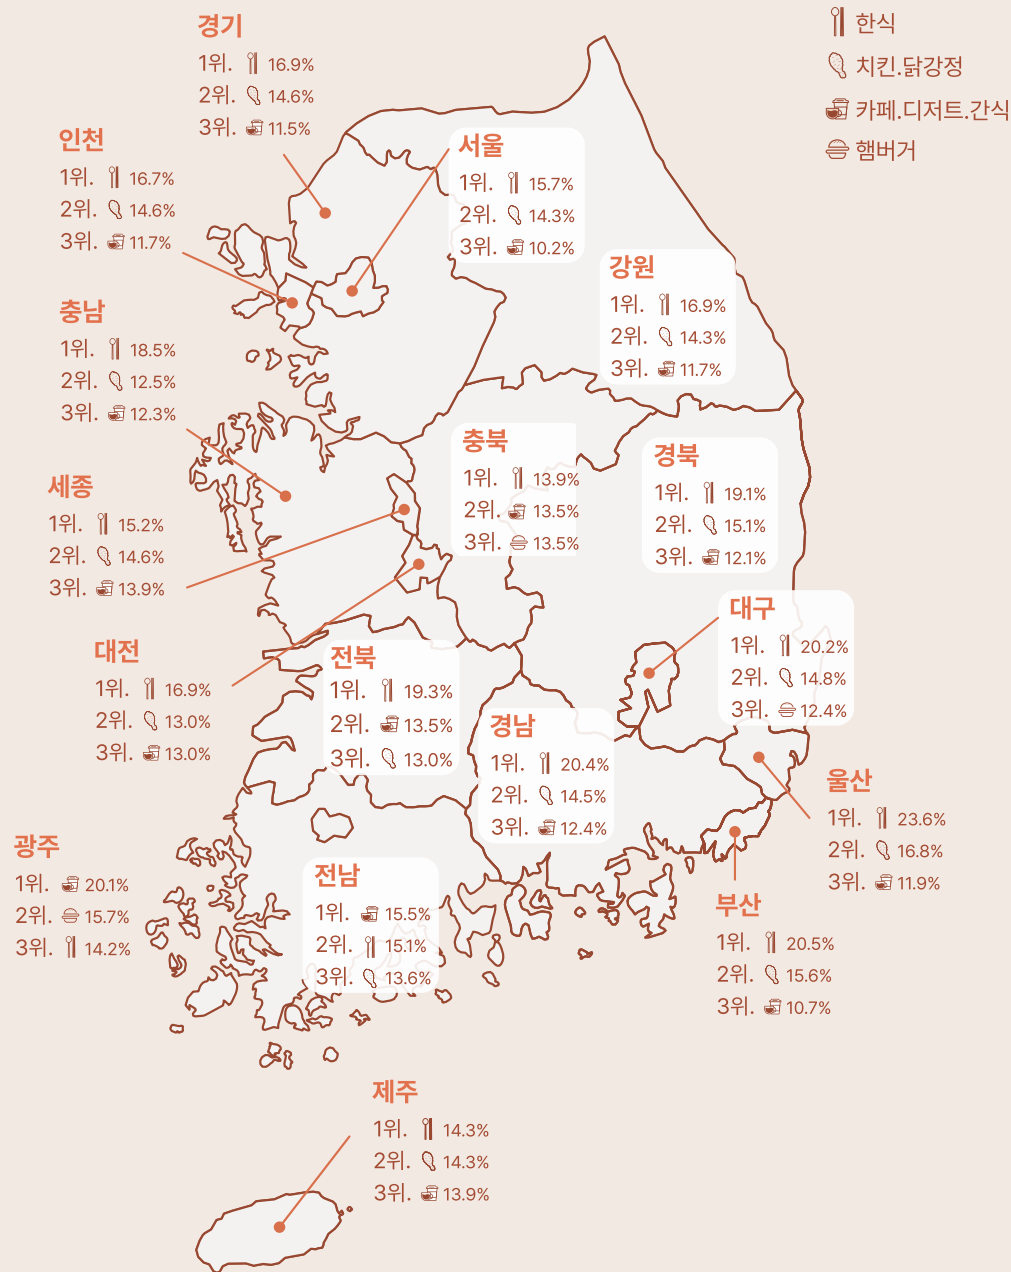 한식
치킨.닭강정
카페.디저트.간식
햄버거
경기
1위. 16.9%
2위. 14.6%
3위. 11.5%
인천
1위. 16.7%
2위. 14.6%
3위. 11.7%
서울
1위. 15.7%
2위. 14.3%
3위. 10.2%
강원
1위. 16.9%
2위. 14.3%
3위. 11.7%
충남
1위. 18.5%
2위. 12.5%
3위. 12.3%
충북
1위. 13.9%
2위. 13.5%
3위. 13.5%
경북
1위. 19.1%
2위. 15.1%
3위. 12.1%
세종
1위. 15.2%
2위. 14.6%
3위. 13.9%
대구
1위. 20.2%
2위. 14.8%
3위. 12.4%
대전
1위. 16.9%
2위. 13.0%
3위. 13.0%
전북
1위. 19.3%
2위. 13.5%
3위. 13.0%
경남
1위. 20.4%
2위. 14.5%
3위. 12.4%
울산
1위. 23.6%
2위. 16.8%
3위. 11.9%
광주
1위. 20.1%
2위. 15.7%
3위. 14.2%
전남
1위. 15.5%
2위. 15.1%
3위. 13.6%
부산
1위. 20.5%
2위. 15.6%
3위. 10.7%
제주
1위. 14.3%
2위. 14.3%
3위. 13.9%